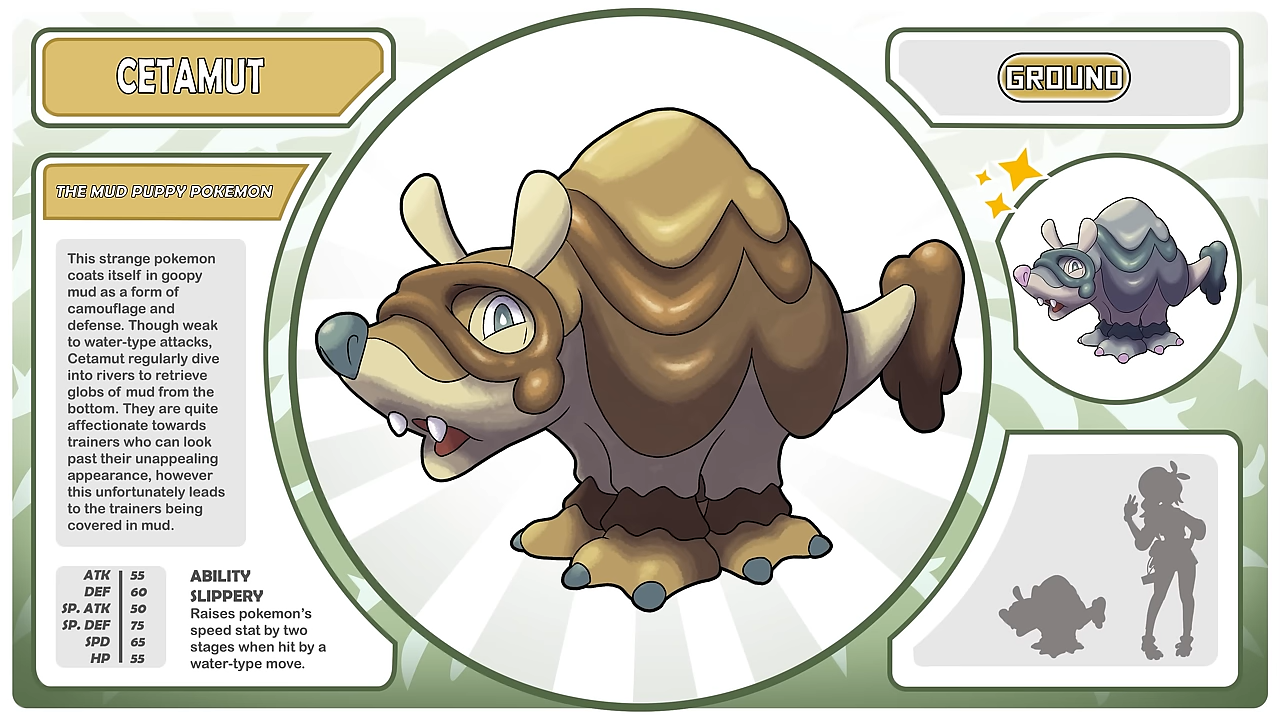 CETAMUT
GROUND
THE MUD PUPPY POKEMON
This strange pokemon
coats itself in goopy
mud as a form of
camouflage and
defense. Though weak
to water-type attacks,
Cetamut regularly dive
into rivers to retrieve
globs of mud from the
bottom. They are quite
affectionate towards
trainers who can look
past their unappealing
appearance, however
this unfortunately leads
to the trainers being
covered in mud.
ATK 55
DEF 60
SP. ATK 50
SP. DEF 75
SPD 65
HP 55
ABILITY
SLIPPERY
Raises pokemon's
speed stat by two
stages when hit by a
water-type move.